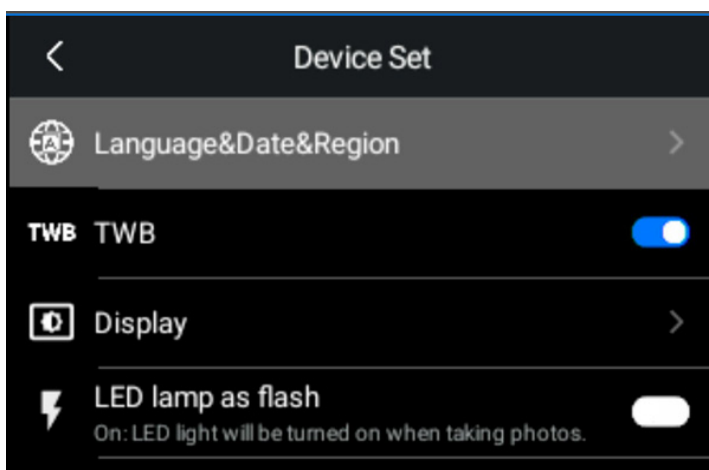 Device Set
Language&Date&Region
TWB TWB
Display
LED lamp as flash
On: LED light will be turned on when taking photos.